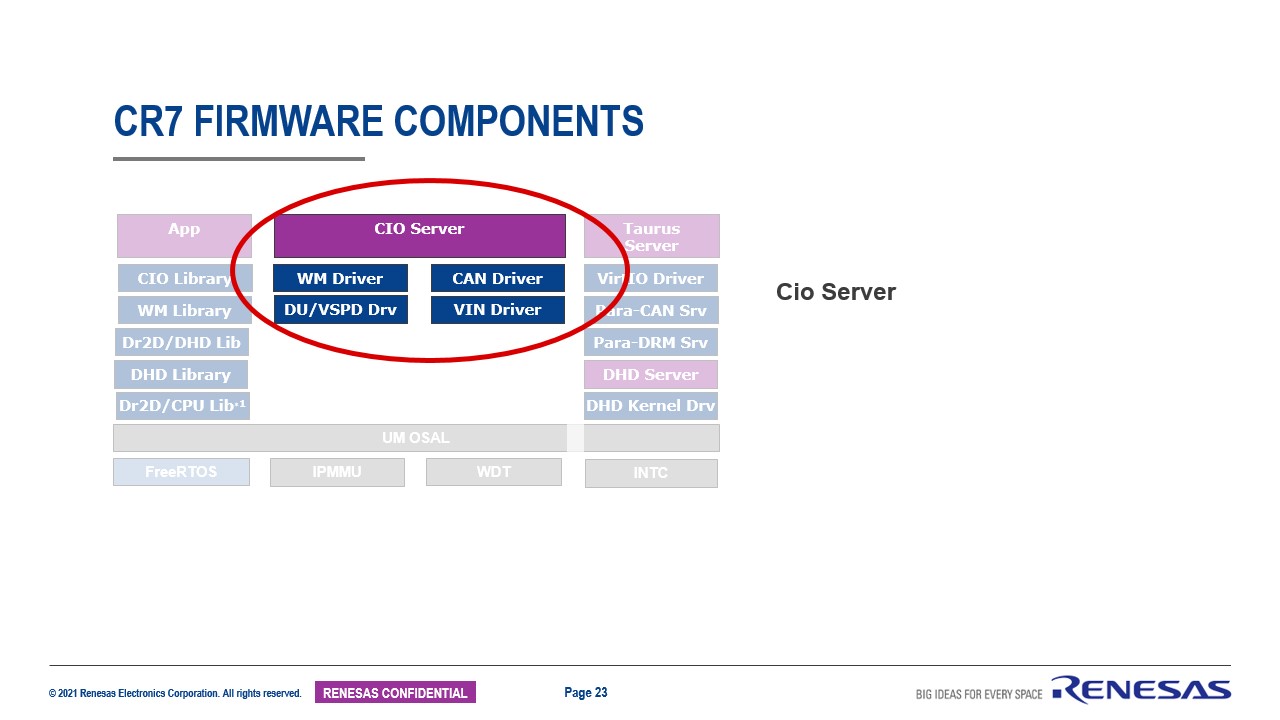 CR7 FIRMWARE COMPONENTS
App
CIO Server
Taurus
Server
CIO Library
WM Driver
CAN Driver
VirtIO Driver
WM Library
DU/VSPD Drv
VIN Driver
Para-CAN Srv
Dr2D/DHD Lib
Para-DRM Srv
DHD Library
DHD Server
Dr2D/CPU Lib*1
DHD Kernel Drv
UM OSAL
FreeRTOS
IPMMU
WDT
INTC
Cio Server
© 2021 Renesas Electronics Corporation. All rights reserved.
RENESAS CONFIDENTIAL
Page 23
BIG IDEAS FOR EVERY SPACE
RENESAS